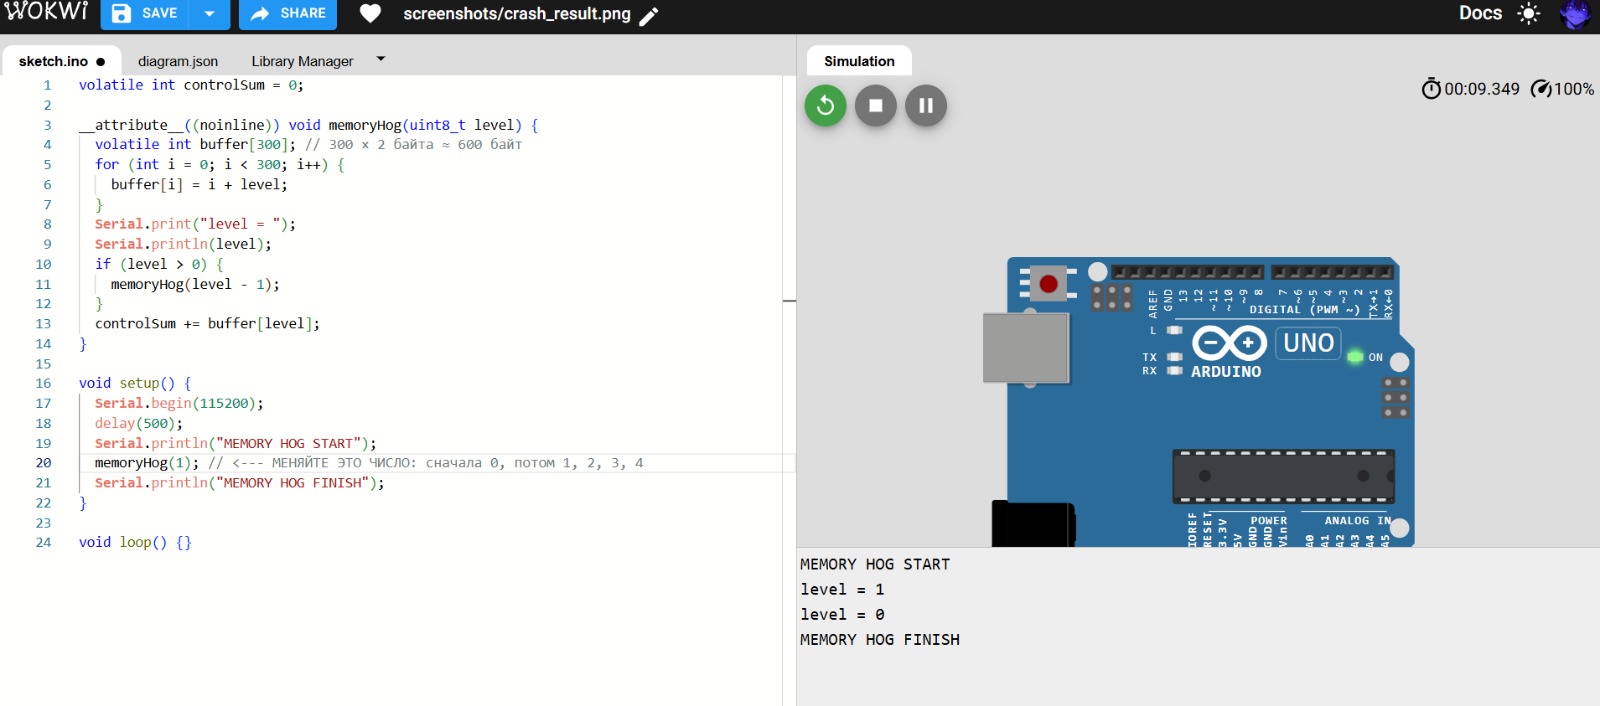 WOKWI SAVE SHARE screenshots/crash_result.png Docs
sketch.ino diagram.json Library Manager
1 volatile int controlSum = 0;
2
3 __attribute__((noinline)) void memoryHog(uint8_t level) {
4 volatile int buffer[300]; // 300 × 2 байта ≈ 600 байт
5 for (int i = 0; i < 300; i++) {
6 buffer[i] = i + level;
7 }
8 Serial.print("level = ");
9 Serial.println(level);
10 if (level > 0) {
11 memoryHog(level - 1);
12 }
13 controlSum += buffer[level];
14 }
15
16 void setup() {
17 Serial.begin(115200);
18 delay(500);
19 Serial.println("MEMORY HOG START");
20 memoryHog(1); // <--- МЕНЯЙТЕ ЭТО ЧИСЛО: сначала 0, потом 1, 2, 3, 4
21 Serial.println("MEMORY HOG FINISH");
22 }
23
24 void loop() {}
Simulation
00:09.349 100%
AREF GND 13 12 ~11 ~10 ~9 8 7 ~6 ~5 4 ~3 2 TX→1 RX←0
DIGITAL (PWM ~)
L
TX
RX
UNO
ON
ARDUINO
IOREF RESET 3.3V 5V GND GND Vin A0 A1 A2 A3 A4 A5
POWER ANALOG IN
MEMORY HOG START
level = 1
level = 0
MEMORY HOG FINISH